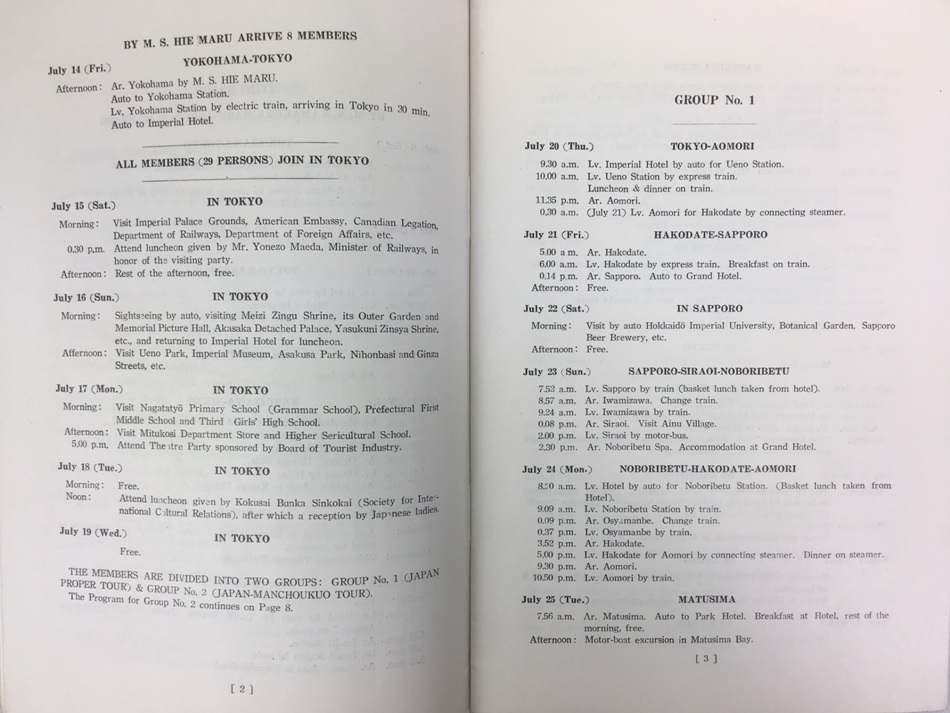 BY M. S. HIE MARU ARRIVE 8 MEMBERS
YOKOHAMA-TOKYO
July 14 (Fri.)
Afternoon: Ar. Yokohama by M. S. HIE MARU.
Auto to Yokohama Station.
Lv. Yokohama Station by electric train, arriving in Tokyo in 30 min.
Auto to Imperial Hotel.
ALL MEMBERS (29 PERSONS) JOIN IN TOKYO
July 15 (Sat.) IN TOKYO
Morning: Visit Imperial Palace Grounds, American Embassy, Canadian Legation,
Department of Railways, Department of Foreign Affairs, etc.
0.30 p.m. Attend luncheon given by Mr. Yonezo Maeda, Minister of Railways, in
honor of the visiting party.
Afternoon: Rest of the afternoon, free.
July 16 (Sun.) IN TOKYO
Morning: Sightseeing by auto, visiting Meizi Zingu Shrine, its Outer Garden and
Memorial Picture Hall, Akasaka Detached Palace, Yasukuni Zinsya Shrine,
etc., and returning to Imperial Hotel for luncheon.
Affernoon: Visit Ueno Park, Imperial Museum, Asakusa Park, Nihonbasi and Ginza
Streets, etc.
July 17 (Mon.) IN TOKYO
Morning: Visit Nagatatyō Primary School (Grammar School), Prefectural First
Middle School and Third Girls' High School.
Afternoon: Visit Mitukosi Department Store and Higher Sericultural School.
5,00 p.m. Attend Theatre Party sponsored by Board of Tourist Industry.
July 18 (Tue.) IN TOKYO
Morning: Free.
Noon: Attend luncheon given by Kokusai Bunka Sinkokai (Society for Inter-
national Cultural Relations), after which a reception by Japanese ladies.
July 19 (Wed.) IN TOKYO
Free.
THE MEMBERS ARE DIVIDED INTO TWO GROUPS: GROUP No. 1 (JAPAN
PROPER TOUR) & GROUP No. 2 (JAPAN-MANCHOUKUO TOUR).
The Program for Group No. 2 continues on Page 8.
[ 2 ]
GROUP No. 1
July 20 (Thu.) TOKYO-AOMORI
9.30 a.m. Lv. Imperial Hotel by auto for Ueno Station.
10.00 a.m. Lv. Ueno Station by express train.
Luncheon & dinner on train.
11.35 p.m. Ar. Aomori.
0.30 a.m. (July 21) Lv. Aomori for Hakodate by connecting steamer.
July 21 (Fri.) HAKODATE-SAPPORO
5.00 a m. Ar. Hakodate.
6.00 a.m. Lv. Hakodate by express train. Breakfast on train.
0.14 p.m. Ar. Sapporo. Auto to Grand Hotel.
Afternoon: Free.
July 22 (Sat.) IN SAPPORO
Morning: Visit by auto Hokkaidō Imperial University, Botanical Garden, Sapporo
Beer Brewery, etc.
Afternoon: Free.
July 23 (Sun.) SAPPORO-SIRAOI-NOBORIBETU
7.52 a.m. Lv. Sapporo by train (basket lunch taken from hotel).
8.57 a.m. Ar. Iwamizawa. Change train.
9.24 a.m. Lv. Iwamizawa by train.
0.08 p.m. Ar. Siraoi. Visit Ainu Village.
2.00 p.m. Lv. Siraoi by motor-bus.
2.30 p.m. Ar. Noboribetu Spa. Accommodation at Grand Hotel.
July 24 (Mon.) NOBORIBETU-HAKODATE-AOMORI
a.m. Lv. Hotel by auto for Noboribetu Station. (Basket lunch taken from
Hotel).
9.09 a.m. Lv. Noboribetu Station by train.
0.09 p.m. Ar. Osyamanbe. Change train.
0.37 p.m. Lv. Osyamanbe by train.
3.52 p.m. Ar. Hakodate.
5.00 p.m. Lv. Hakodate for Aomori by connecting steamer. Dinner on steamer.
9.30 p.m. Ar. Aomori.
10.50 p.m. Lv. Aomori by train.
July 25 (Tue.) MATUSIMA
7.56 a.m. Ar. Matusima. Auto to Park Hotel. Breakfast at Hotel, rest of the
morning, free.
Afternoon: Motor-boat excursion in Matusima Bay.
[ 3 ]